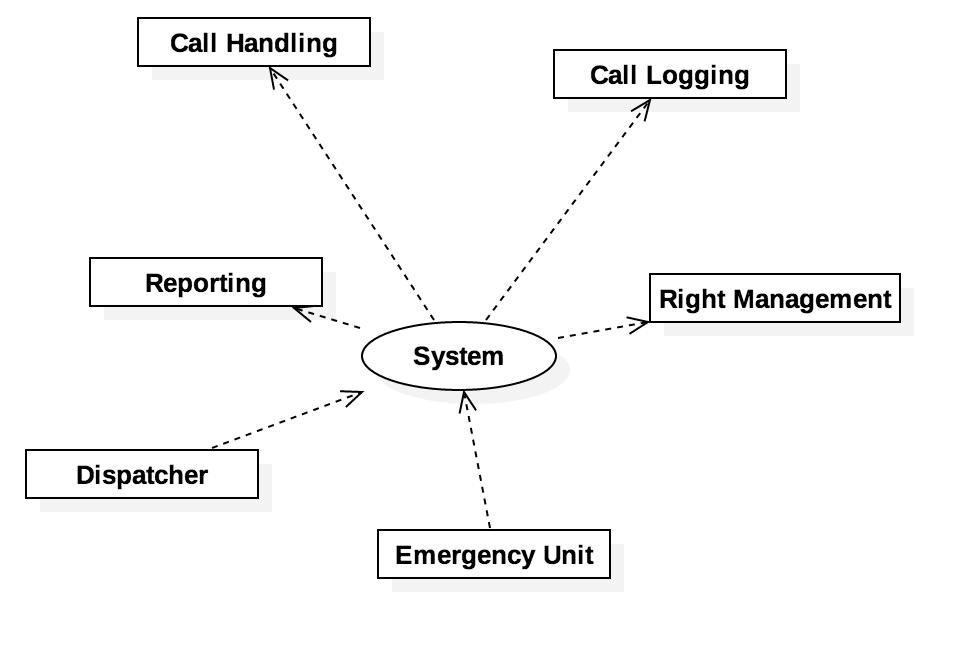 Call Handling
Call Logging
Reporting
Right Management
System
Dispatcher
Emergency Unit